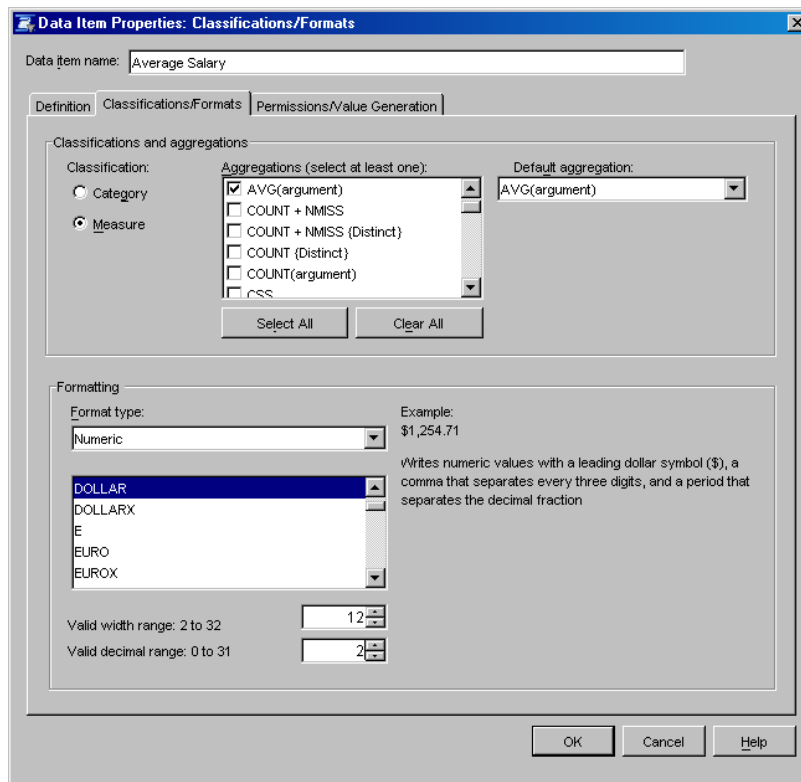 Data Item Properties: Classifications/Formats
Data item name: Average Salary
Definition Classifications/Formats Permissions/Value Generation
Classifications and aggregations
Classification: Aggregations (select at least one): Default aggregation:
Category AVG(argument) AVG(argument)
COUNT + NMISS
Measure COUNT + NMISS {Distinct}
COUNT {Distinct}
COUNT(argument)
CSS
Select All Clear All
Formatting
Format type: Example:
Numeric $1,254.71
Writes numeric values with a leading dollar symbol ($), a
comma that separates every three digits, and a period that
separates the decimal fraction
DOLLAR
DOLLARX
E
EURO
EUROX
Valid width range: 2 to 32 12
Valid decimal range: 0 to 31 2
OK Cancel Help